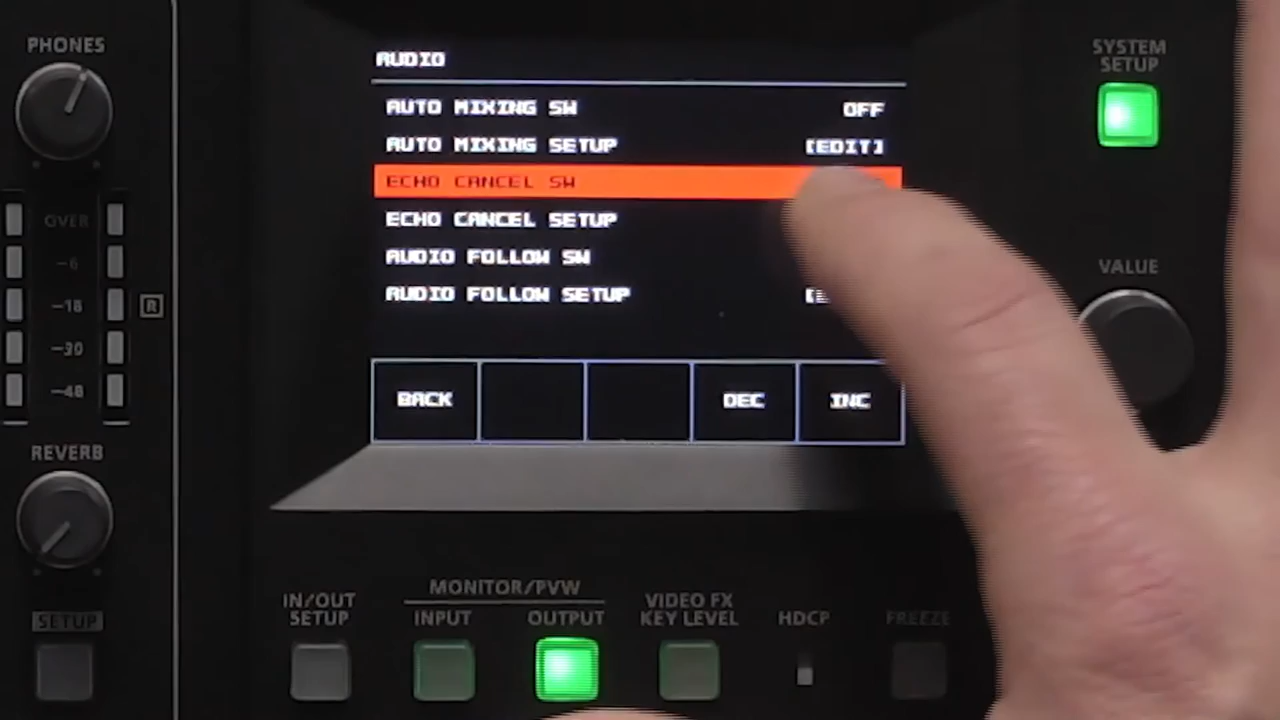 PHONES
OVER
-6
-18
-30
-48
R
REVERB
SETUP
AUDIO
AUTO MIXING SW OFF
AUTO MIXING SETUP [EDIT]
ECHO CANCEL SW
ECHO CANCEL SETUP
AUDIO FOLLOW SW
AUDIO FOLLOW SETUP
BACK DEC INC
SYSTEM
SETUP
VALUE
MONITOR/PVW
IN/OUT
SETUP
INPUT
OUTPUT
VIDEO FX
KEY LEVEL
HDCP
FREEZE